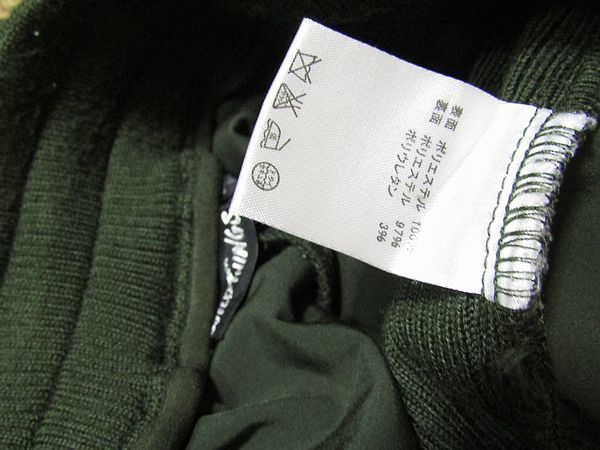 表面 ポリエステル 100%
裏面 ポリエステル 97%
ポリウレタン 3%